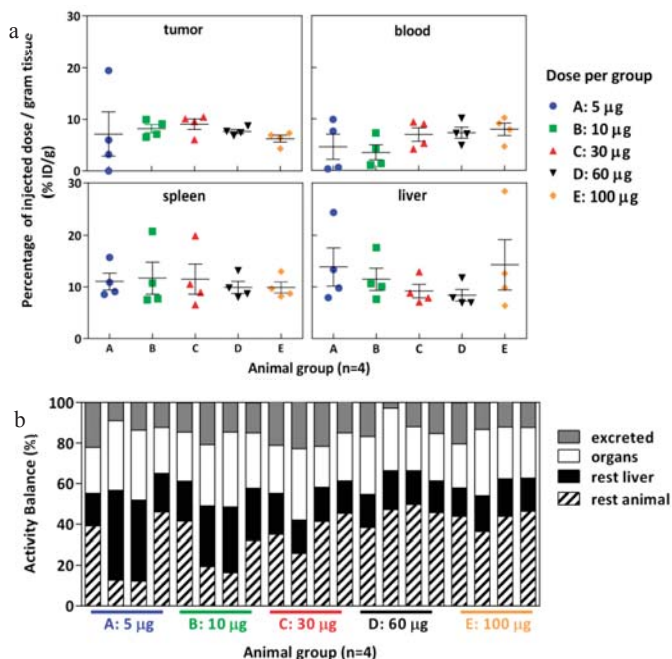 a
tumor
blood
Dose per group
A: 5 µg
B: 10 µg
C: 30 µg
D: 60 µg
E: 100 µg
Percentage of injected dose / gram tissue
(% ID/g)
30
20
10
0
spleen
liver
30
20
10
0
A B C D E A B C D E
Animal group (n=4)
b
Activity Balance (%)
100
80
60
40
20
0
excreted
organs
rest liver
rest animal
A: 5 µg B: 10 µg C: 30 µg D: 60 µg E: 100 µg
Animal group (n=4)